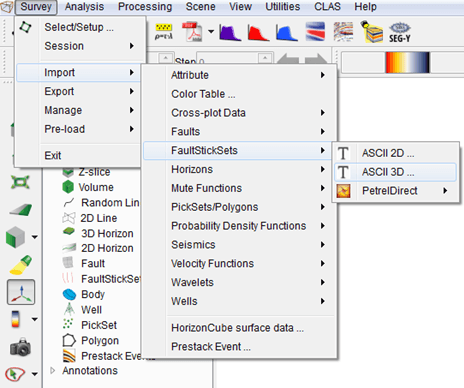 Survey Analysis Processing Scene View Utilities CLAS Help
Select/Setup ...
Session
Import
Export
Manage
Pre-load
Exit
SEG-Y
Step 0
Attribute
Color Table ...
Cross-plot Data
Faults
FaultStickSets
Horizons
Mute Functions
PickSets/Polygons
Probability Density Functions
Seismics
Velocity Functions
Wavelets
Wells
HorizonCube surface data ...
Prestack Event ...
ASCII 2D ...
ASCII 3D ...
PetrelDirect
Z-slice
Volume
Random Lin
2D Line
3D Horizon
2D Horizon
Fault
FaultStickSe
Body
Well
PickSet
Polygon
Prestack Events
Annotations